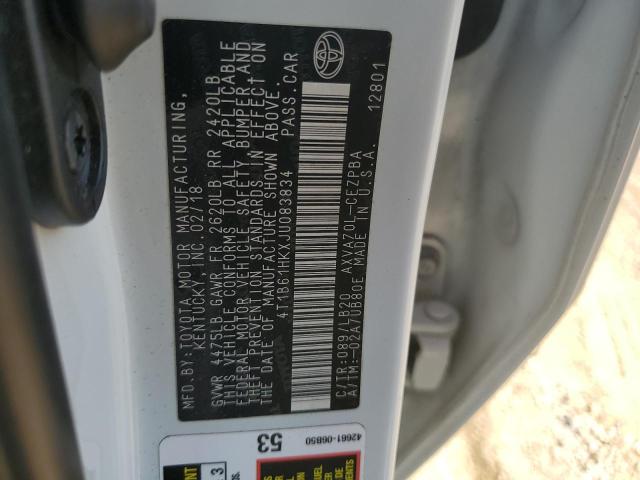 MFD.BY:TOYOTA MOTOR MANUFACTURING,
KENTUCKY, INC. 02/18
GVWR 4475LB GAWR FR 2620LB RR 2420LB
THIS VEHICLE CONFORMS TO ALL APPLICABLE
FEDERAL MOTOR VEHICLE SAFETY, BUMPER, AND
THEFT PREVENTION STANDARDS IN EFFECT ON
THE DATE OF MANUFACTURE SHOWN ABOVE.
4T1B61HKXJU083834 PASS.CAR
C/TR:089/LB20 AXVA70L-CEZPBA
A/TM:-02A/UB80E MADE IN U.S.A. 12801
53
42661-06B50